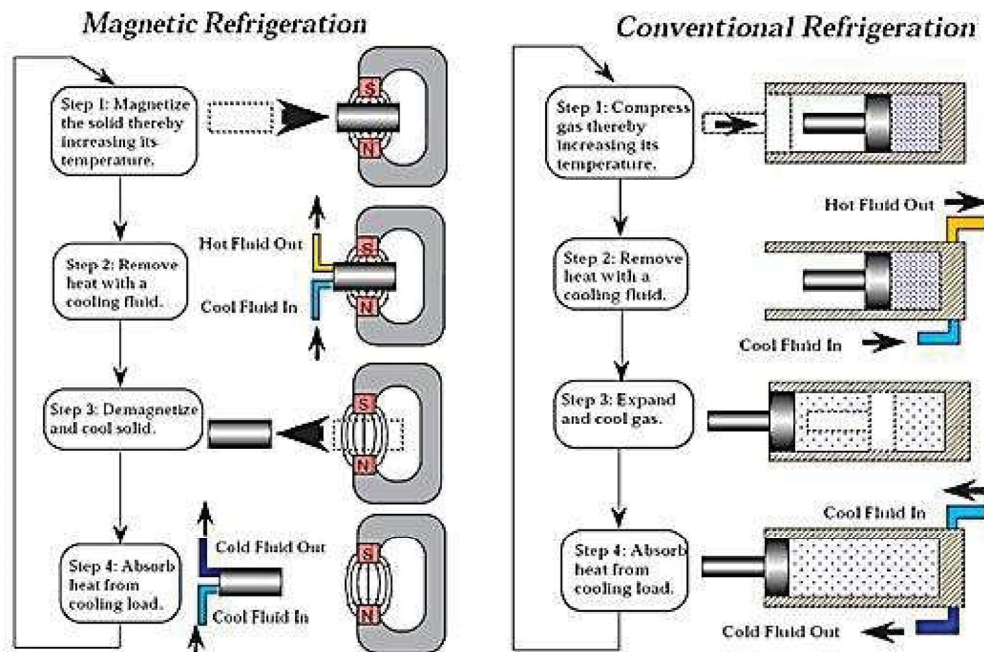 Magnetic Refrigeration
Step 1: Magnetize
the solid thereby
increasing its
temperature.
S
N
Step 2: Remove
heat with a
cooling fluid.
Hot Fluid Out
Cool Fluid In
S
N
Step 3: Demagnetize
and cool solid.
S
N
Step 4: Absorb
heat from
cooling load.
Cold Fluid Out
Cool Fluid In
S
N
Conventional Refrigeration
Step 1: Compress
gas thereby
increasing its
temperature.
Step 2: Remove
heat with a
cooling fluid.
Hot Fluid Out
Cool Fluid In
Step 3: Expand
and cool gas.
Step 4: Absorb
heat from
cooling load.
Cool Fluid In
Cold Fluid Out